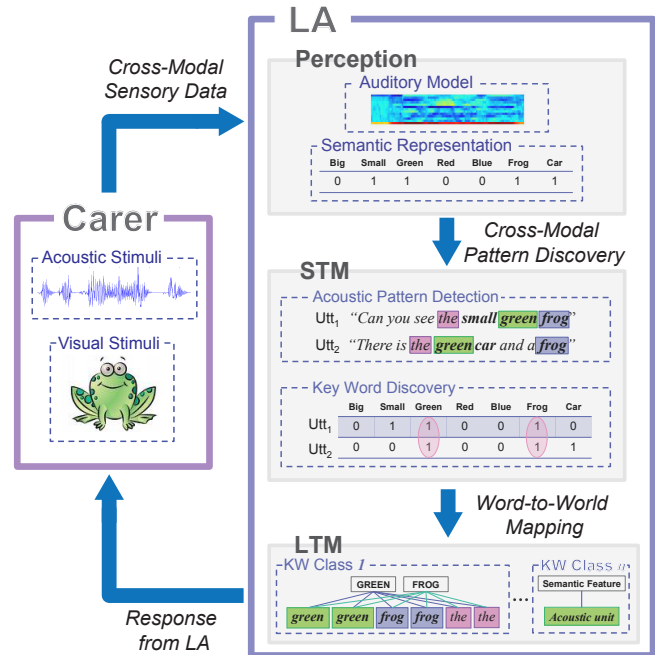 LA
Cross-Modal
Sensory Data
Perception
Auditory Model
Semantic Representation
Big Small Green Red Blue Frog Car
0 1 1 0 0 1 1
Carer
Acoustic Stimuli
Visual Stimuli
Cross-Modal
Pattern Discovery
STM
Acoustic Pattern Detection
Utt1 “Can you see the small green frog”
Utt2 “There is the green car and a frog”
Key Word Discovery
Big Small Green Red Blue Frog Car
Utt1 0 1 1 0 0 1 0
Utt2 0 0 1 0 0 1 1
Word-to-World
Mapping
LTM
KW Class 1
GREEN FROG
green green frog frog the the
...
KW Class n
Semantic Feature
Acoustic unit
Response
from LA